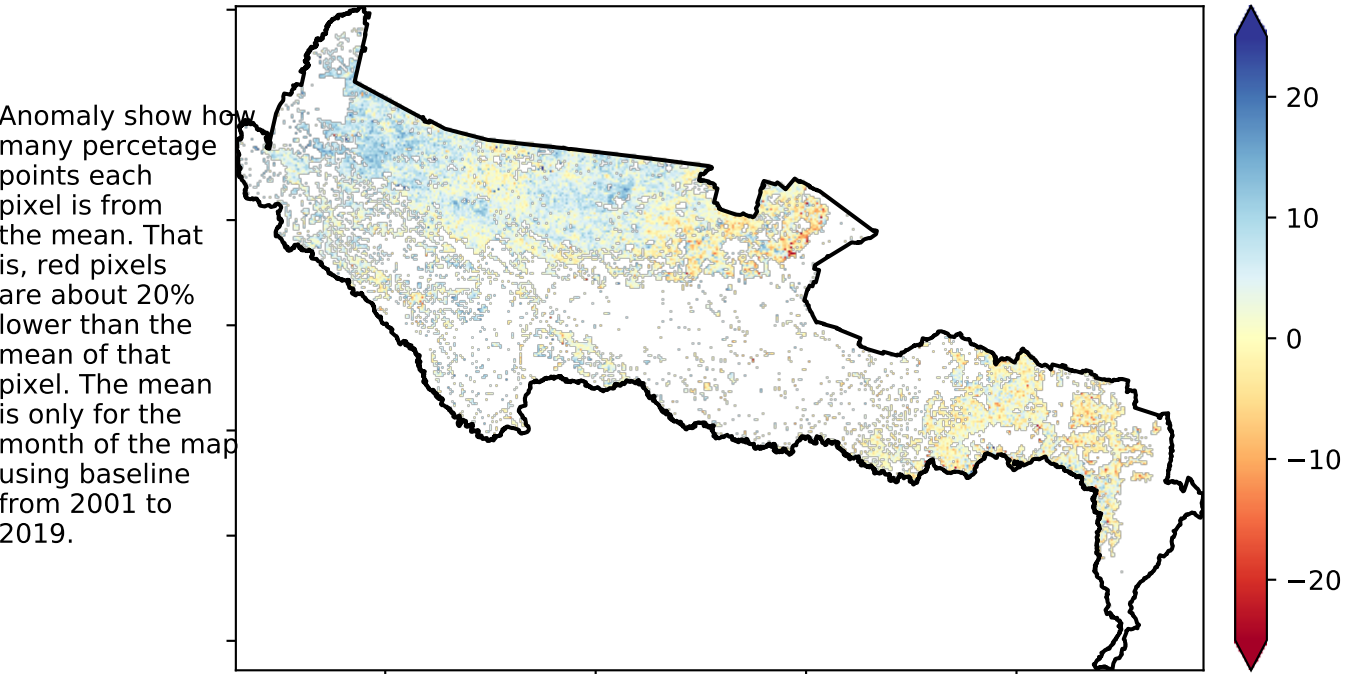 Anomaly show how
many percetage
points each
pixel is from
the mean. That
is, red pixels
are about 20%
lower than the
mean of that
pixel. The mean
is only for the
month of the map
using baseline
from 2001 to
2019.
20
10
0
−10
−20